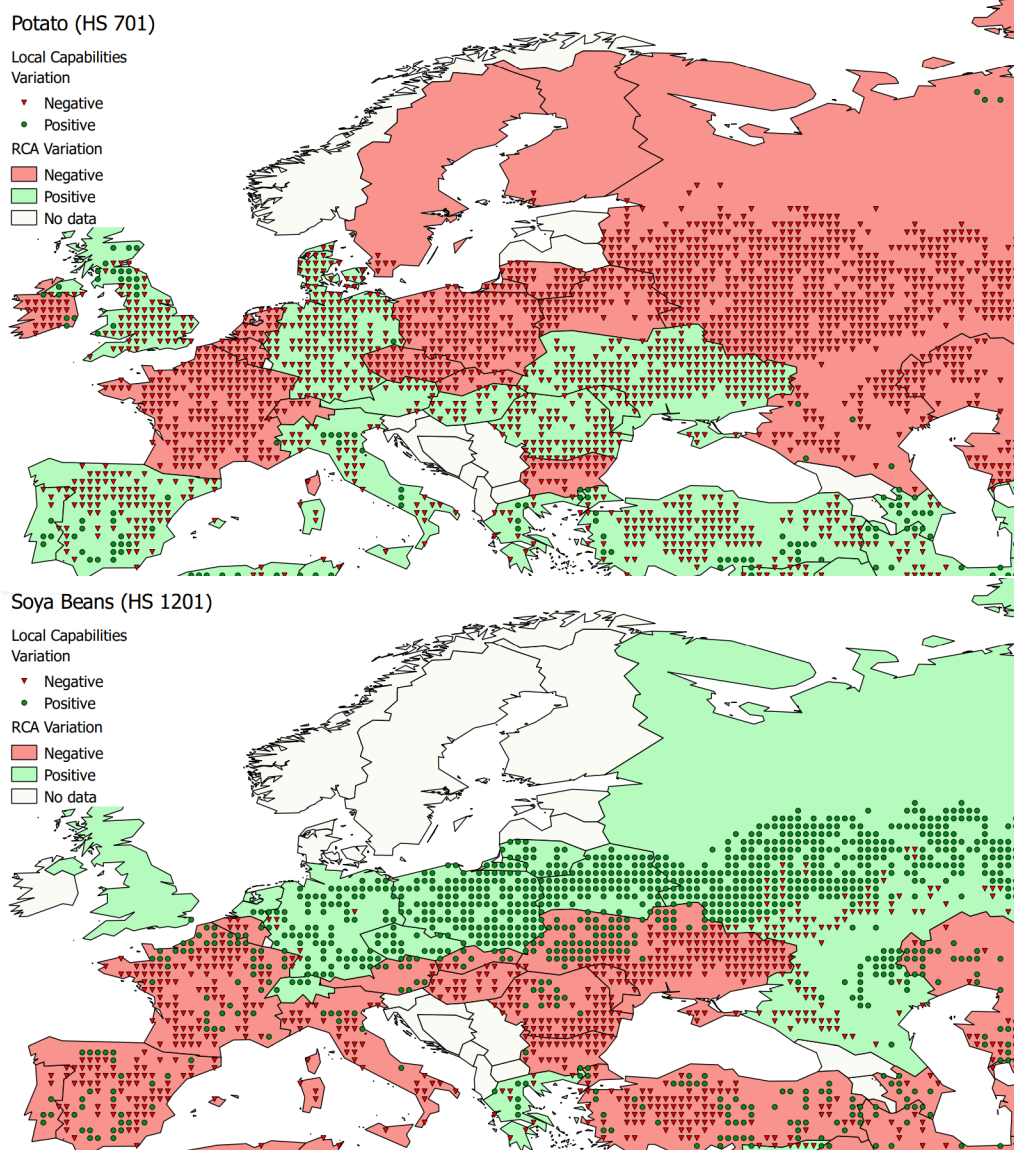 Potato (HS 701)
Local Capabilities
Variation
Negative
Positive
RCA Variation
Negative
Positive
No data
Soya Beans (HS 1201)
Local Capabilities
Variation
Negative
Positive
RCA Variation
Negative
Positive
No data